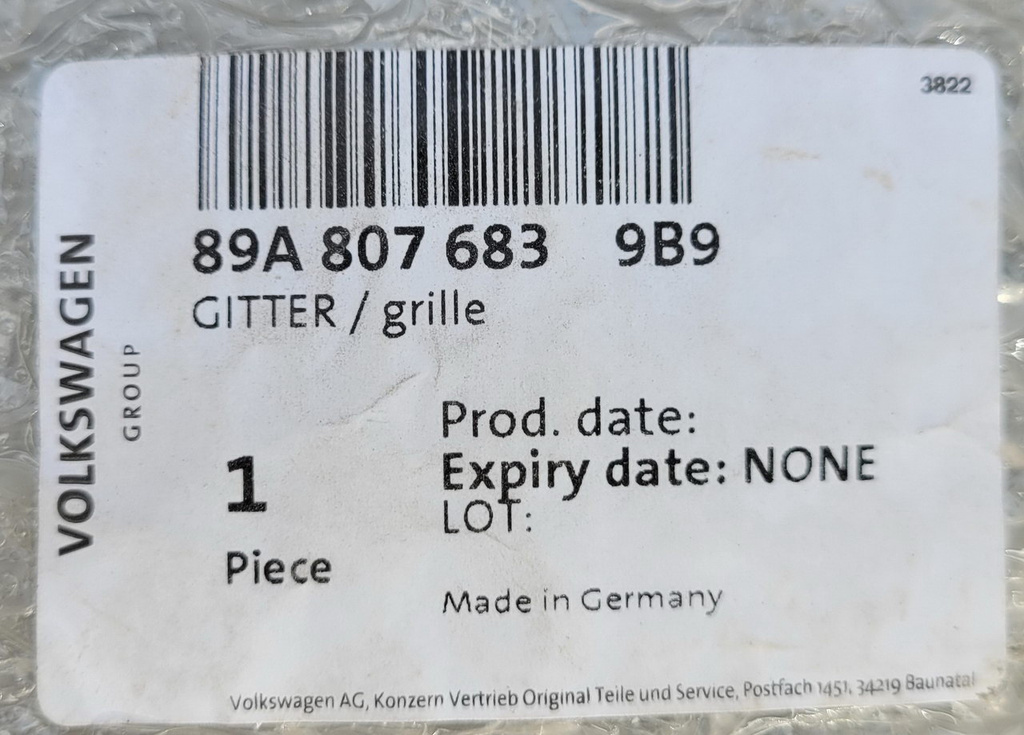 3822
89A 807 683 9B9
GITTER / grille
VOLKSWAGEN
GROUP
1
Piece
Prod. date:
Expiry date: NONE
LOT:
Made in Germany
Volkswagen AG, Konzern Vertrieb Original Teile und Service, Postfach 1451, 34219 Baunatal